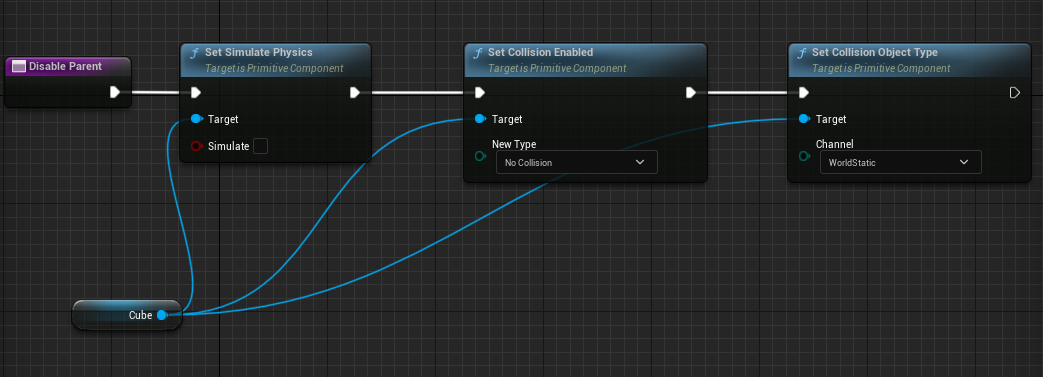 Disable Parent
f Set Simulate Physics
Target is Primitive Component
Target
Simulate
f Set Collision Enabled
Target is Primitive Component
Target
New Type
No Collision
f Set Collision Object Type
Target is Primitive Component
Target
Channel
WorldStatic
Cube